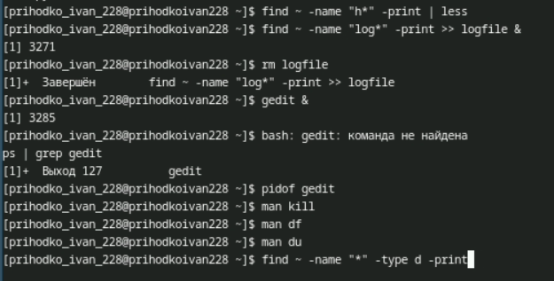 [prihodko_ivan_228@prihodkoivan228 ~]$ find ~ -name "h*" -print | less
[prihodko_ivan_228@prihodkoivan228 ~]$ find ~ -name "log*" -print >> logfile &
[1] 3271
[prihodko_ivan_228@prihodkoivan228 ~]$ rm logfile
[1]+  Завершён        find ~ -name "log*" -print >> logfile
[prihodko_ivan_228@prihodkoivan228 ~]$ gedit &
[1] 3285
[prihodko_ivan_228@prihodkoivan228 ~]$ bash: gedit: команда не найдена
ps | grep gedit
[1]+  Выход 127         gedit
[prihodko_ivan_228@prihodkoivan228 ~]$ pidof gedit
[prihodko_ivan_228@prihodkoivan228 ~]$ man kill
[prihodko_ivan_228@prihodkoivan228 ~]$ man df
[prihodko_ivan_228@prihodkoivan228 ~]$ man du
[prihodko_ivan_228@prihodkoivan228 ~]$ find ~ -name "*" -type d -print